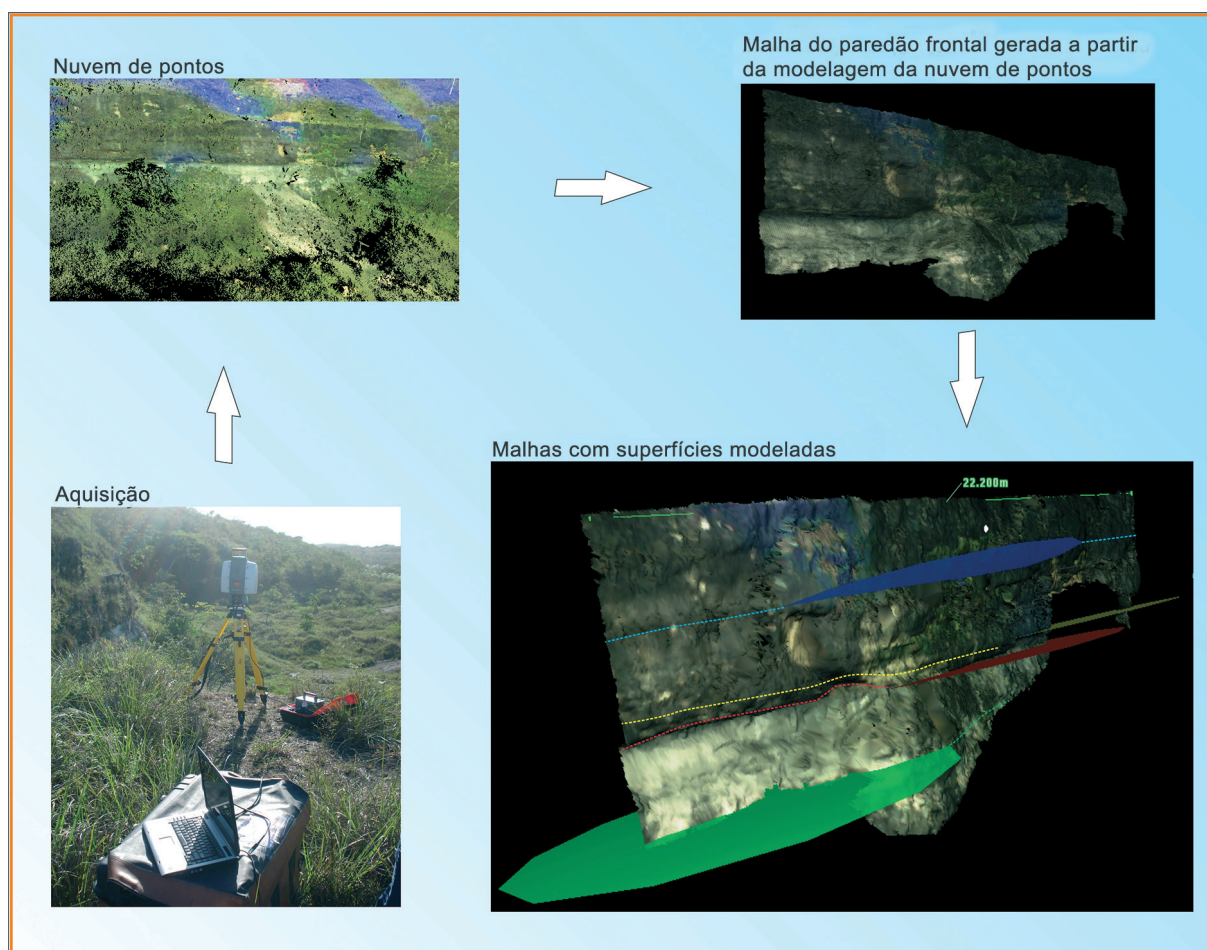 Nuvem de pontos
Malha do paredão frontal gerada a partir
da modelagem da nuvem de pontos
Aquisição
Malhas com superfícies modeladas
22.200m